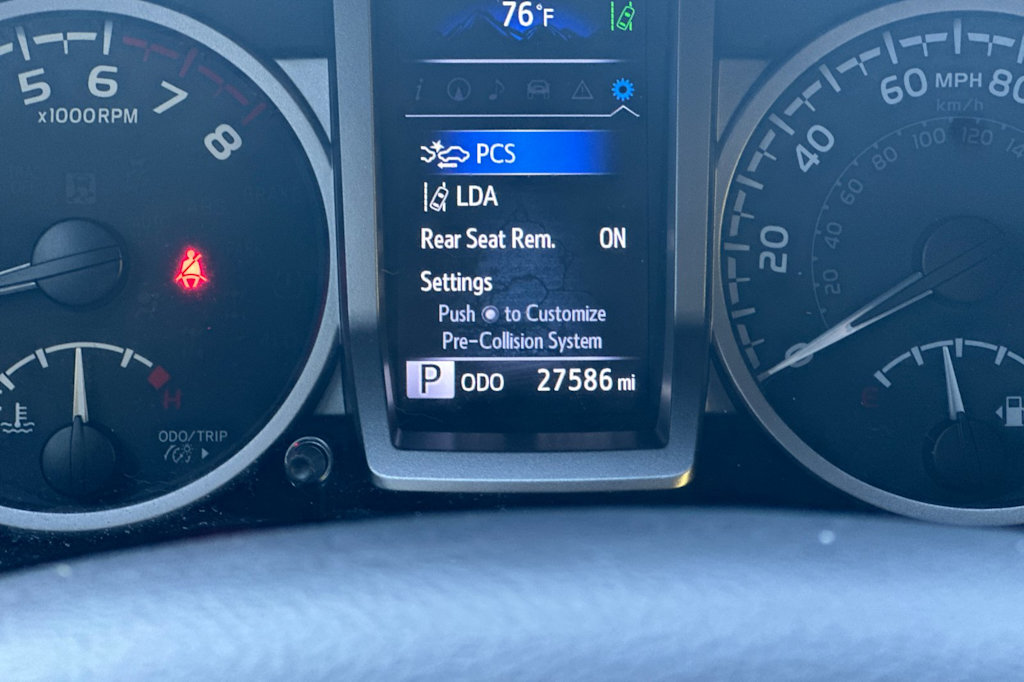 76°F
5 6 7 8
x1000RPM
PCS
LDA
Rear Seat Rem. ON
Settings
Push to Customize
Pre-Collision System
P ODO 27586 mi
H
ODO/TRIP
0 20 40 60 80
MPH
km/h
20 40 60 80 100 120
E